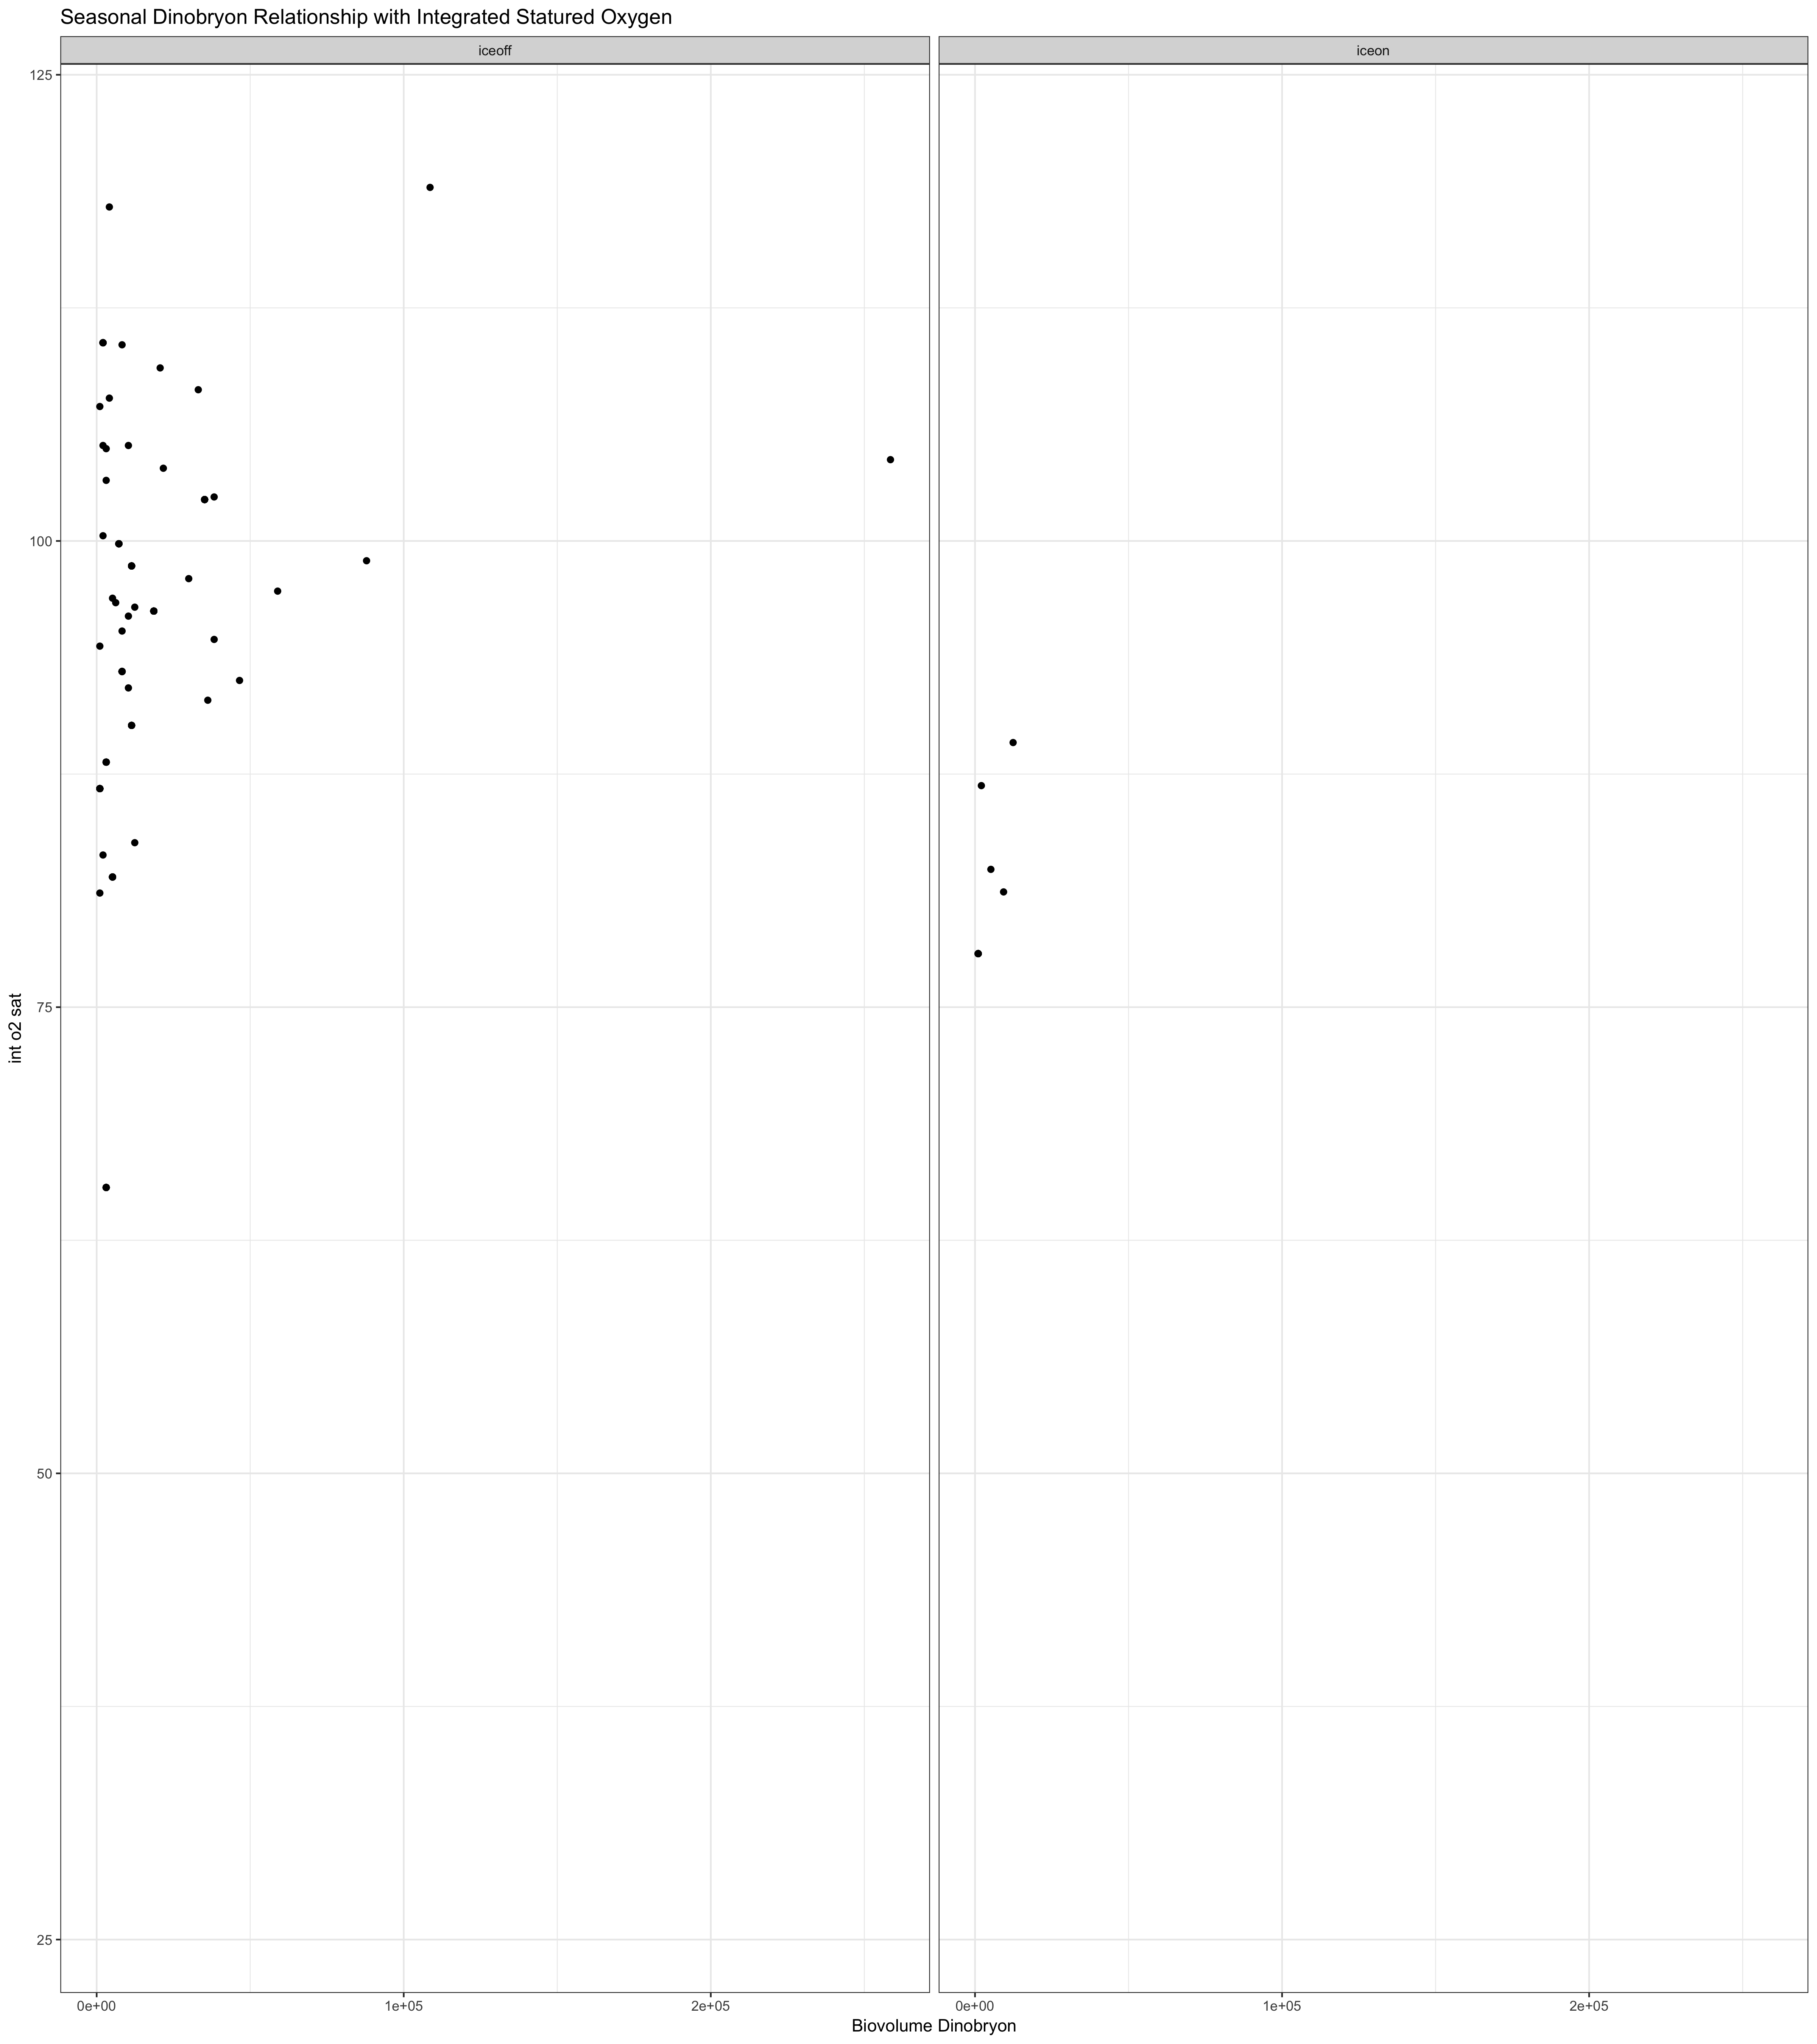 Seasonal Dinobryon Relationship with Integrated Statured Oxygen
iceoff
iceon
125
100
75
50
25
int o2 sat
0e+00 1e+05 2e+05 0e+00 1e+05 2e+05
Biovolume Dinobryon